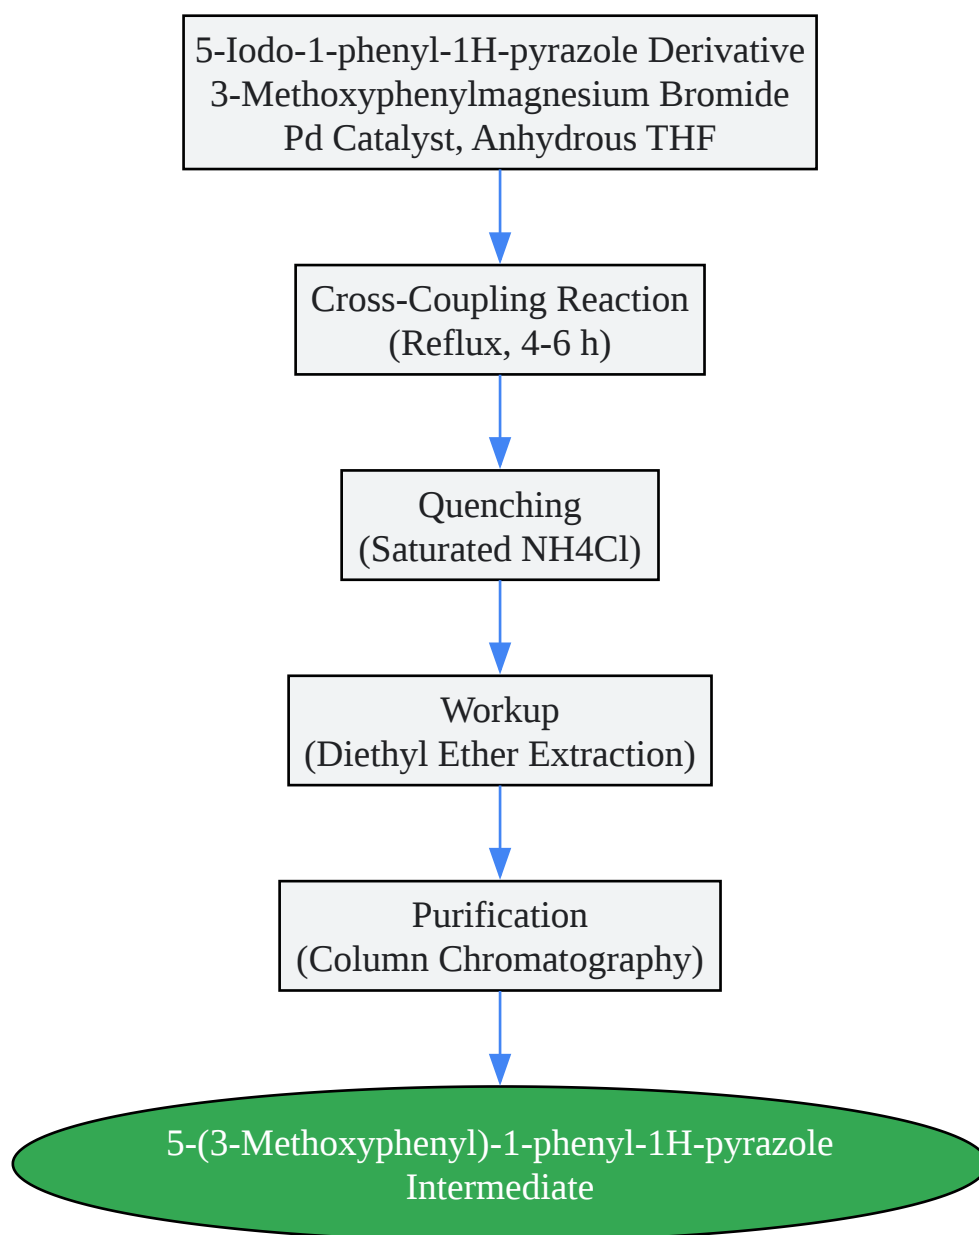 5-Iodo-1-phenyl-1H-pyrazole Derivative
3-Methoxyphenylmagnesium Bromide
Pd Catalyst, Anhydrous THF
Cross-Coupling Reaction
(Reflux, 4-6 h)
Quenching
(Saturated NH4Cl)
Workup
(Diethyl Ether Extraction)
Purification
(Column Chromatography)
5-(3-Methoxyphenyl)-1-phenyl-1H-pyrazole
Intermediate